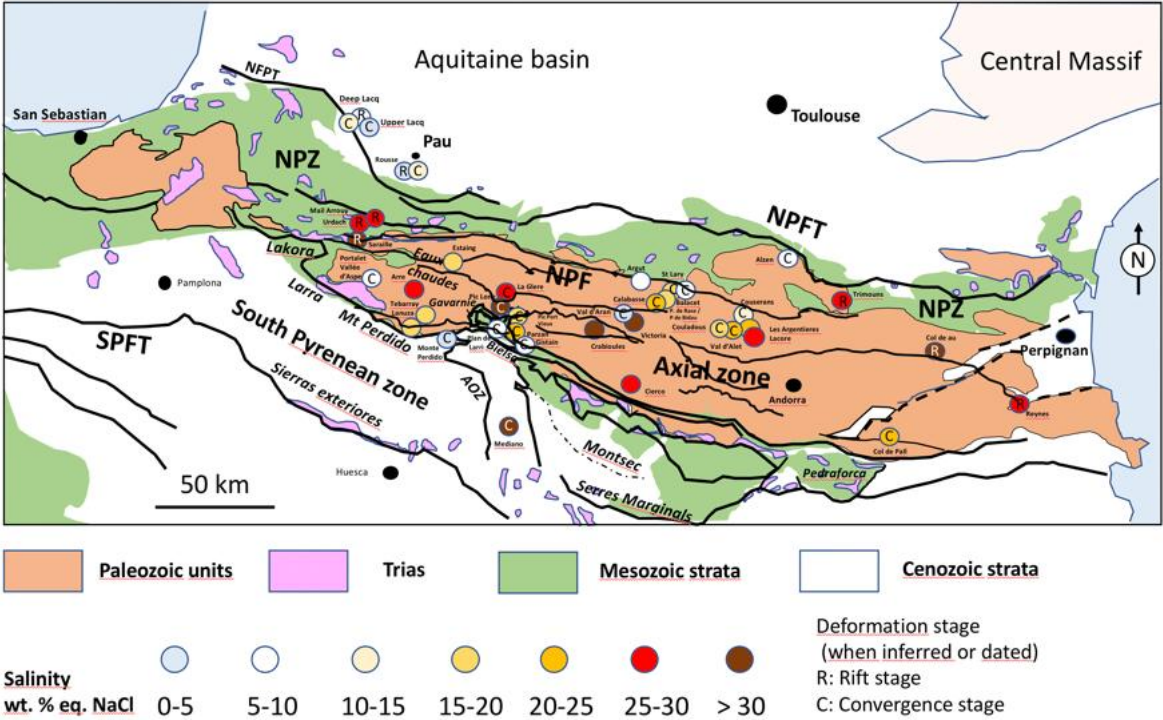 Aquitaine basin
Central Massif
NFPT
San Sebastian
Deep Lacq
R
C
C
Upper Lacq
Toulouse
Pau
NPZ
Rousse
R
C
Mail Arrouy
R
R
Urdach
R
Saraille
NPFT
Lakora
Portalet
Vallée
d'Aspe
C
Estaing
Eaux
chaudes
NPF
Argut
St Lary
C
Alzen
C
N
Pamplona
Larra
Arre
La Glere
C
Calabasse
C
Balacat
Couserans
C
R
Trimouns
NPZ
Tebarray
Lanuza
Gavarnie
Pic Port
Vieux
C
Val d'Aran
C
Victoria
Couladoux
C
C
Les Argentieres
Lacore
Mt Perdido
South Pyrenean zone
C
Monte
Perdido
C
Parzan
C
Bielsa
Crabioules
Val d'Alet
Col de au
R
Perpignan
SPFT
Axial zone
Sierras exteriores
AOZ
Cierco
Andorra
R
Reynes
C
Mediano
C
Col de Pall
Montsec
Pedraforca
Huesca
50 km
Serres Marginals
Paleozoic units
Trias
Mesozoic strata
Cenozoic strata
Deformation stage
(when inferred or dated)
R: Rift stage
C: Convergence stage
Salinity
wt. % eq. NaCl
0-5
5-10
10-15
15-20
20-25
25-30
> 30